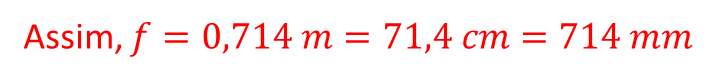 Assim, f = 0,714 m = 71,4 cm = 714 mm